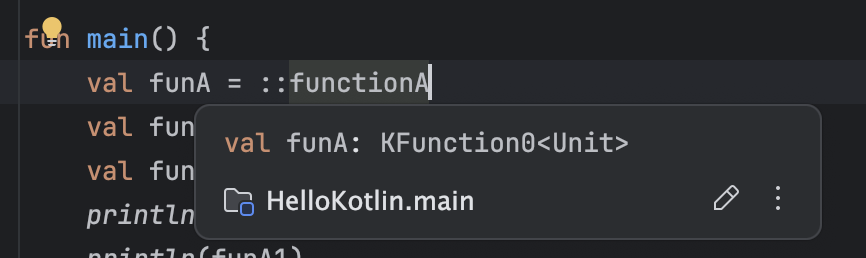 fun main() {
val funA = ::functionA
val fun
val funA: KFunction0<Unit>
val fun
HelloKotlin.main
println
println(funA1)